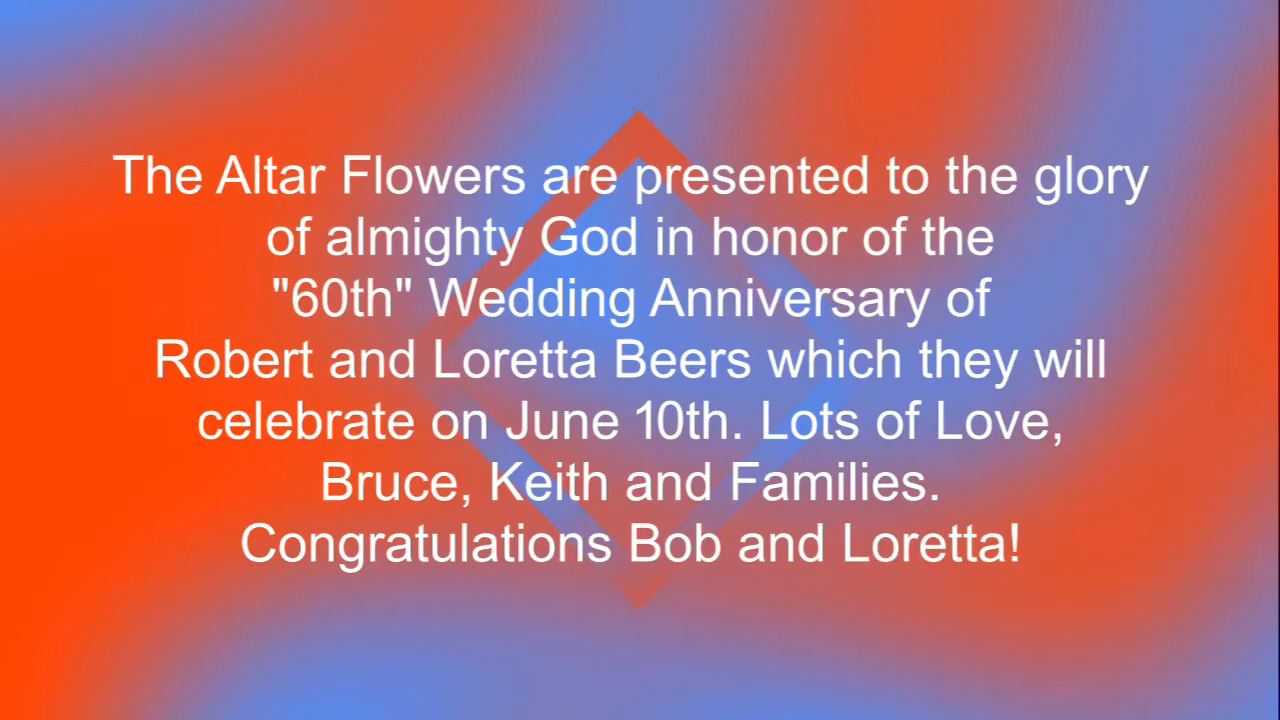 The Altar Flowers are presented to the glory
of almighty God in honor of the
"60th" Wedding Anniversary of
Robert and Loretta Beers which they will
celebrate on June 10th. Lots of Love,
Bruce, Keith and Families.
Congratulations Bob and Loretta!